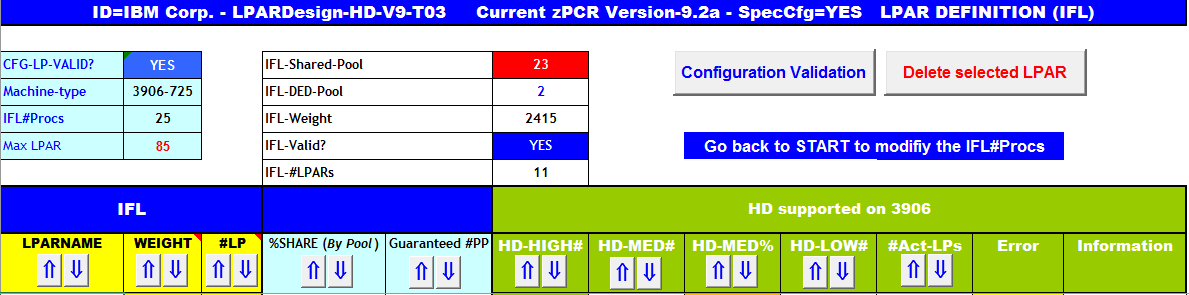 ID=IBM Corp. - LPARDesign-HD-V9-T03 Current zPCR Version-9.2a - SpecCfg=YES LPAR DEFINITION (IFL)
CFG-LP-VALID? YES IFL-Shared-Pool 23
Machine-type 3906-725 IFL-DED-Pool 2
IFL#Procs 25 IFL-Weight 2415
Max LPAR 85 IFL-Valid? YES
IFL-#LPARs 11
Configuration Validation Delete selected LPAR
Go back to START to modifiy the IFL#Procs
IFL HD supported on 3906
LPARNAME WEIGHT #LP %SHARE (By Pool) Guaranteed #PP HD-HIGH# HD-MED# HD-MED% HD-LOW# #Act-LPs Error Information
⇑ ⇓ ⇑ ⇓ ⇑ ⇓ ⇑ ⇓ ⇑ ⇓ ⇑ ⇓ ⇑ ⇓ ⇑ ⇓ ⇑ ⇓ ⇑ ⇓